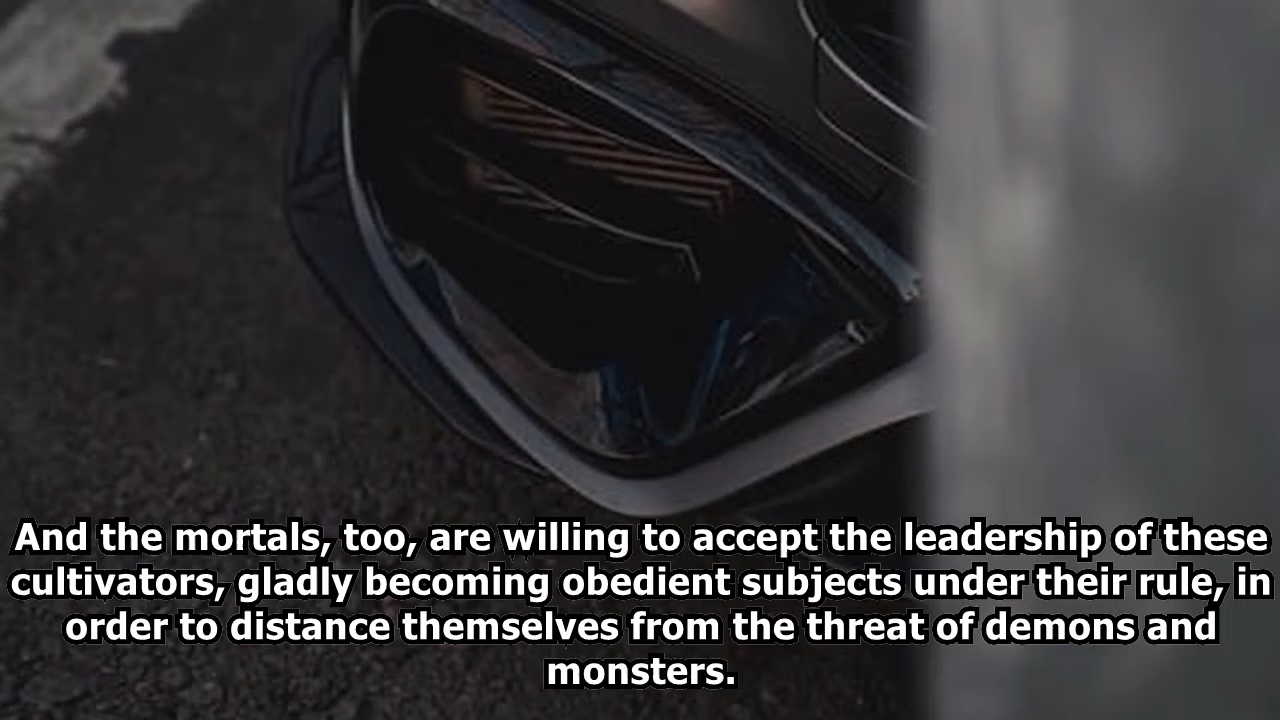 And the mortals, too, are willing to accept the leadership of these
cultivators, gladly becoming obedient subjects under their rule, in
order to distance themselves from the threat of demons and
monsters.